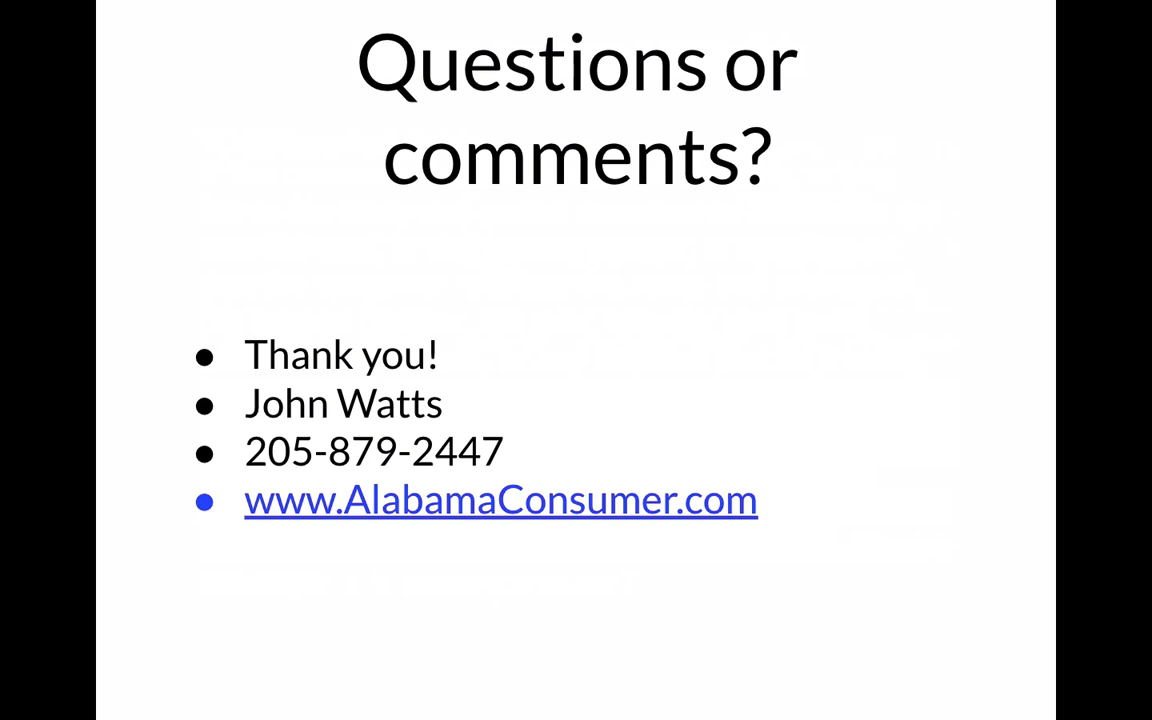 Questions or
comments?
● Thank you!
● John Watts
● 205-879-2447
● www.AlabamaConsumer.com